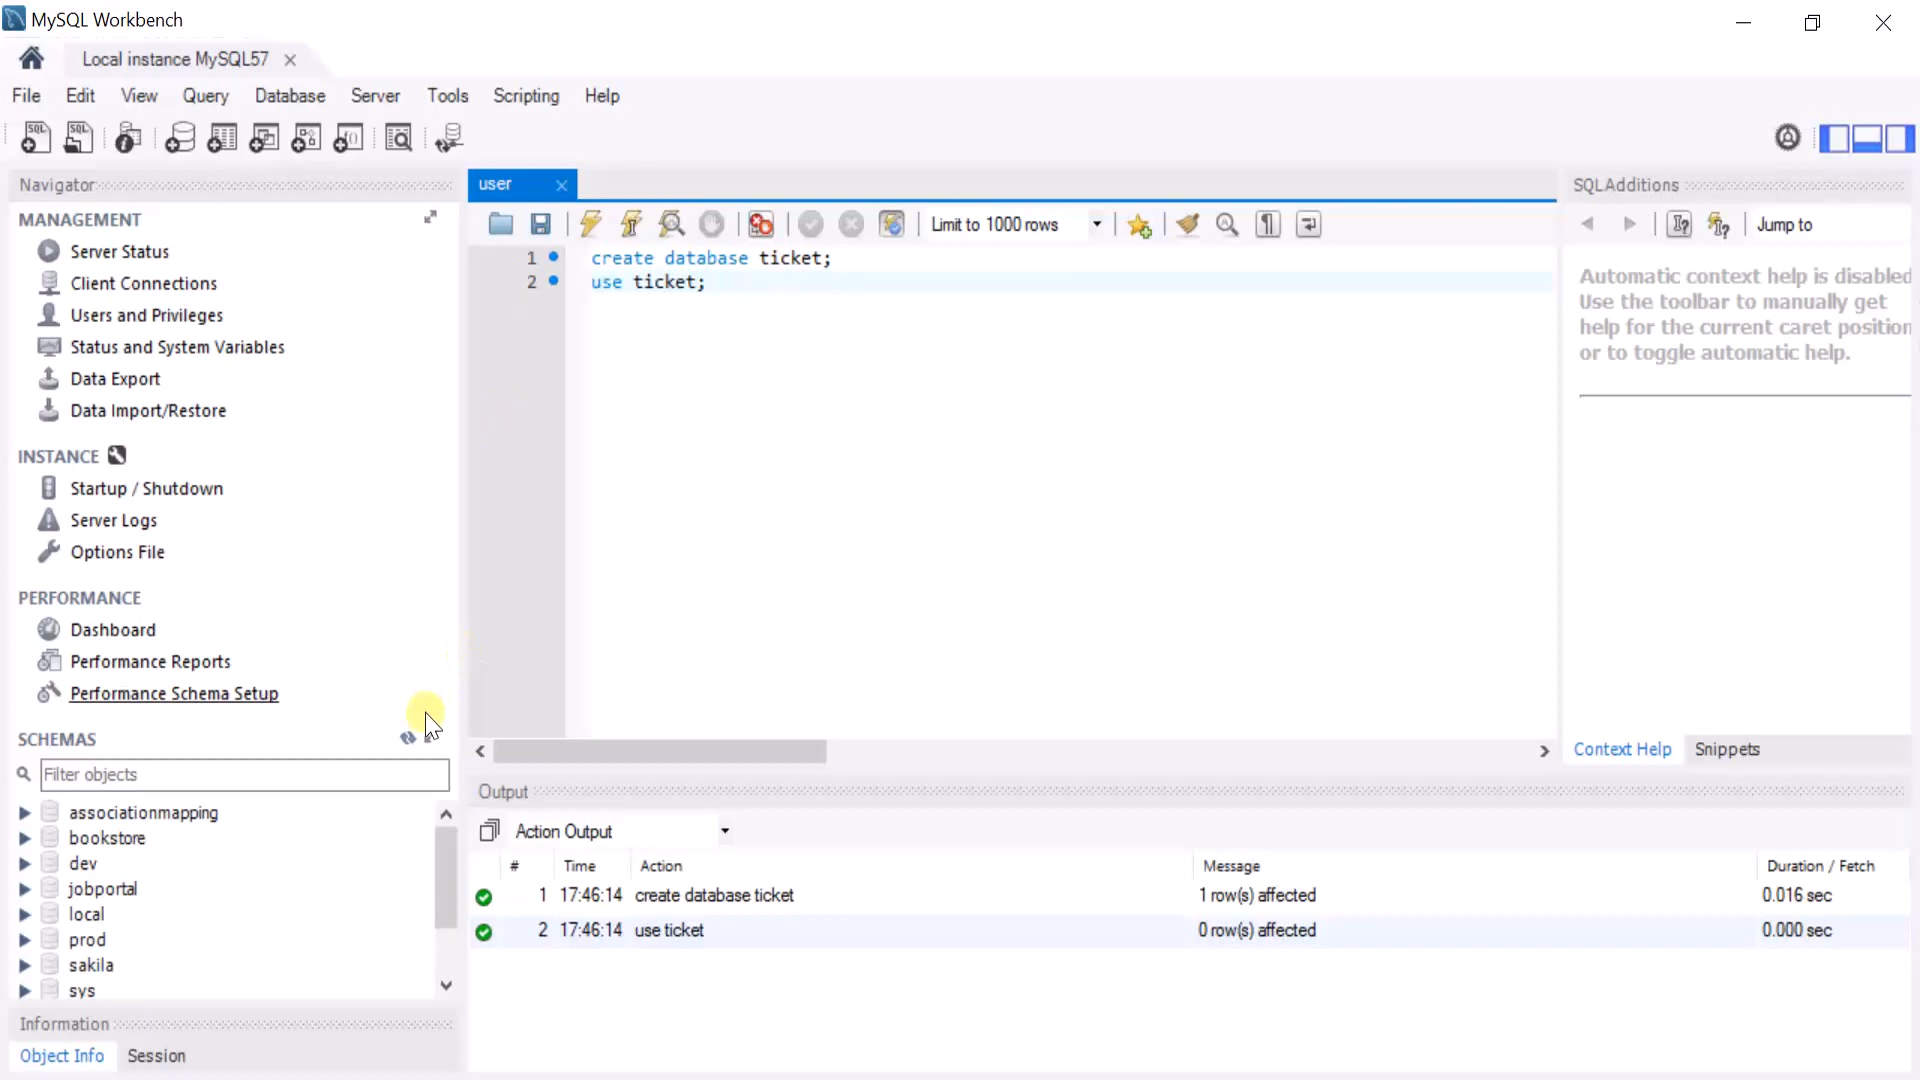 MySQL Workbench
Local instance MySQL57
File Edit View Query Database Server Tools Scripting Help
Navigator
MANAGEMENT
Server Status
Client Connections
Users and Privileges
Status and System Variables
Data Export
Data Import/Restore
INSTANCE
Startup / Shutdown
Server Logs
Options File
PERFORMANCE
Dashboard
Performance Reports
Performance Schema Setup
SCHEMAS
Filter objects
associationmapping
bookstore
dev
jobportal
local
prod
sakila
sys
Information
Object Info Session
user
Limit to 1000 rows
1 create database ticket;
2 use ticket;
SQLAdditions
Jump to
Automatic context help is disabled
Use the toolbar to manually get
help for the current caret position
or to toggle automatic help.
Context Help Snippets
Output
Action Output
# Time Action Message Duration / Fetch
1 17:46:14 create database ticket 1 row(s) affected 0.016 sec
2 17:46:14 use ticket 0 row(s) affected 0.000 sec